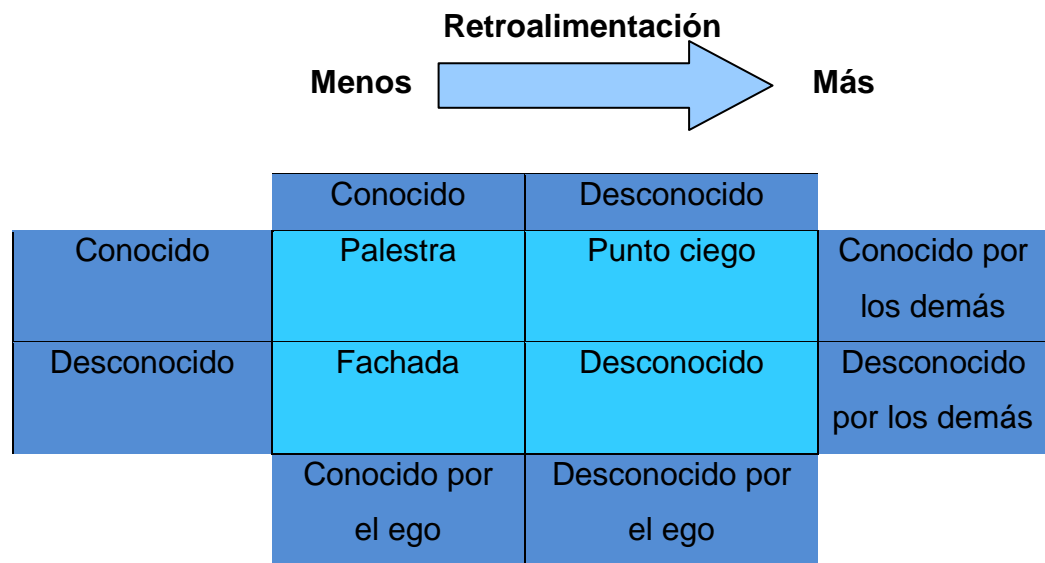 Retroalimentación
Menos Más
Conocido Desconocido
Conocido Palestra Punto ciego Conocido por
los demás
Desconocido Fachada Desconocido Desconocido
por los demás
Conocido por Desconocido por
el ego el ego